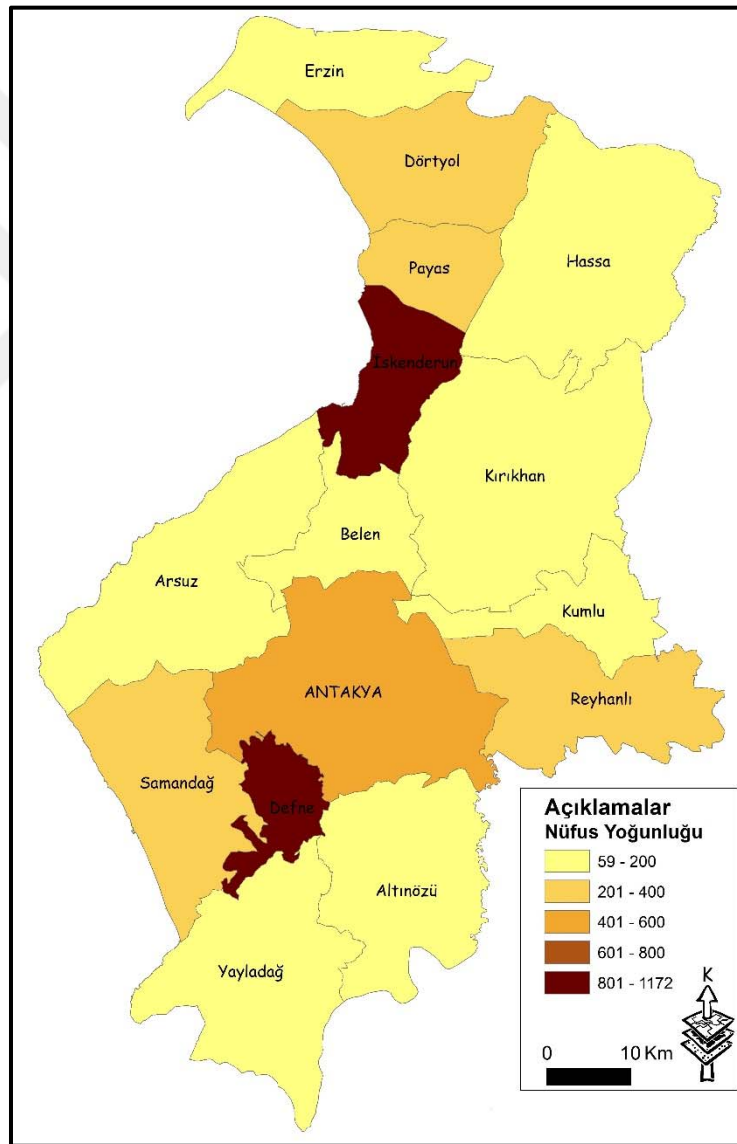 Erzin
Dörtyol
Payas
Hassa
İskenderun
Kırıkhan
Belen
Arsuz
Kumlu
ANTAKYA
Reyhanlı
Samandağ
Defne
Altınözü
Yayladağ
Açıklamalar
Nüfus Yoğunluğu
59 - 200
201 - 400
401 - 600
601 - 800
801 - 1172
K
0 10 Km